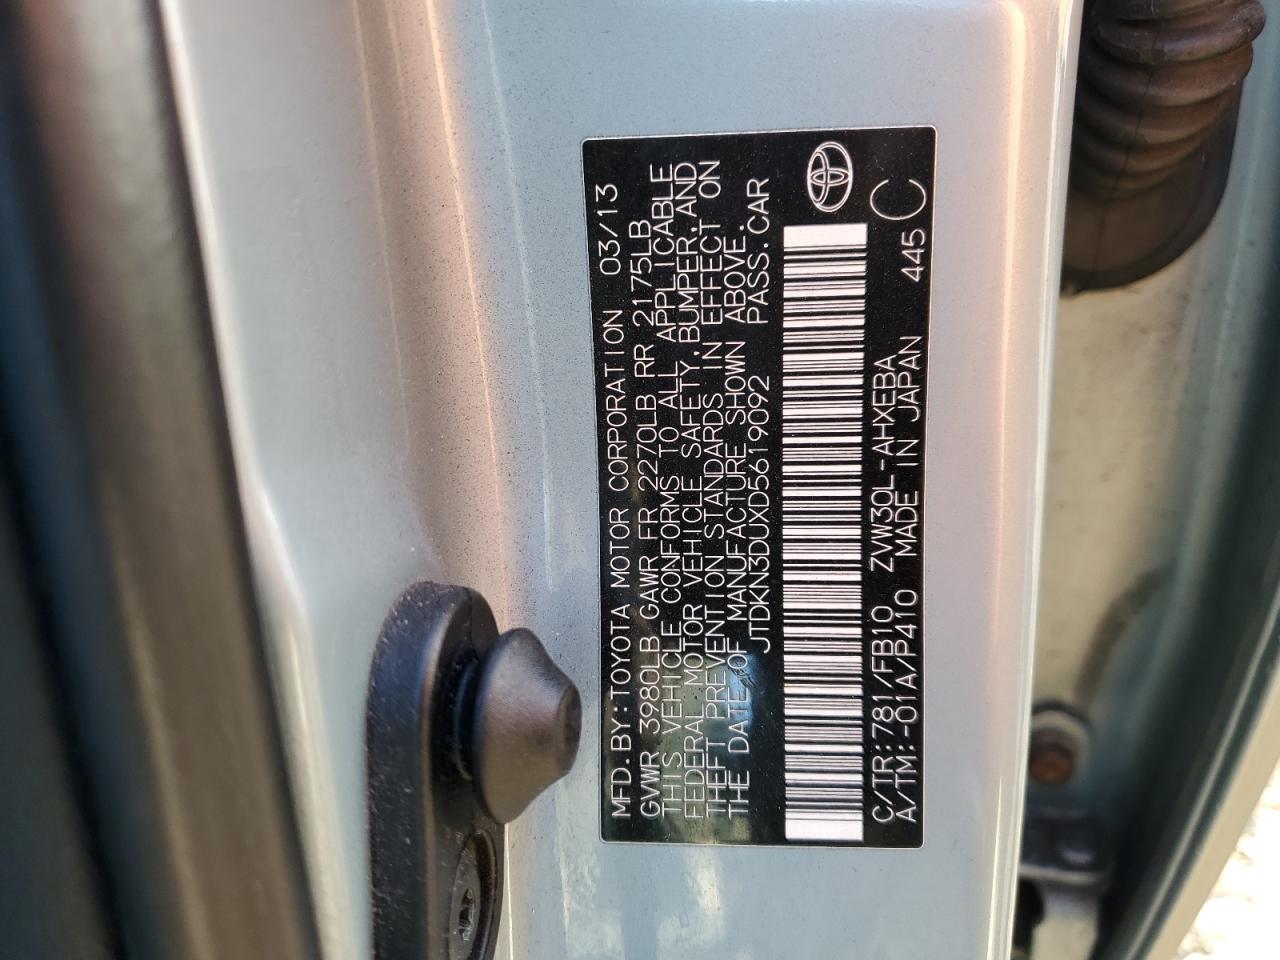 MFD.BY:TOYOTA MOTOR CORPORATION 03/13
GVWR 3980LB GAWR FR 2270LB RR 2175LB
THIS VEHICLE CONFORMS TO ALL APPLICABLE
FEDERAL MOTOR VEHICLE SAFETY,BUMPER,AND
THEFT PREVENTION STANDARDS IN EFFECT ON
THE DATE OF MANUFACTURE SHOWN ABOVE.
JTDKN3DUXD5619092 PASS.CAR
C/TR:781/FB10 ZVW30L-AHXEBA
A/TM:-01A/P410 MADE IN JAPAN 445 C